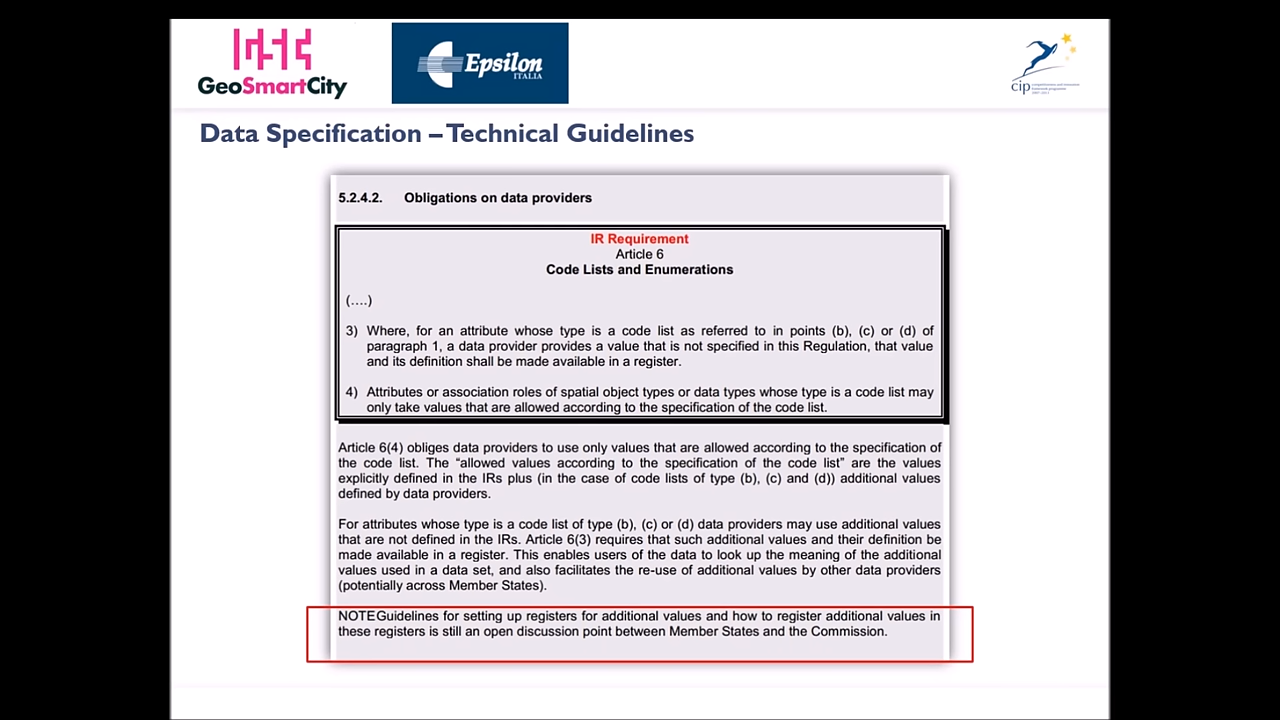 GeoSmartCity
Epsilon
ITALIA
cip
Data Specification – Technical Guidelines
5.2.4.2. Obligations on data providers
IR Requirement
Article 6
Code Lists and Enumerations
(….)
3) Where, for an attribute whose type is a code list as referred to in points (b), (c) or (d) of
paragraph 1, a data provider provides a value that is not specified in this Regulation, that value
and its definition shall be made available in a register.
4) Attributes or association roles of spatial object types or data types whose type is a code list may
only take values that are allowed according to the specification of the code list.
Article 6(4) obliges data providers to use only values that are allowed according to the specification of
the code list. The “allowed values according to the specification of the code list” are the values
explicitly defined in the IRs plus (in the case of code lists of type (b), (c) and (d)) additional values
defined by data providers.
For attributes whose type is a code list of type (b), (c) or (d) data providers may use additional values
that are not defined in the IRs. Article 6(3) requires that such additional values and their definition be
made available in a register. This enables users of the data to look up the meaning of the additional
values used in a data set, and also facilitates the re-use of additional values by other data providers
(potentially across Member States).
NOTEGuidelines for setting up registers for additional values and how to register additional values in
these registers is still an open discussion point between Member States and the Commission.